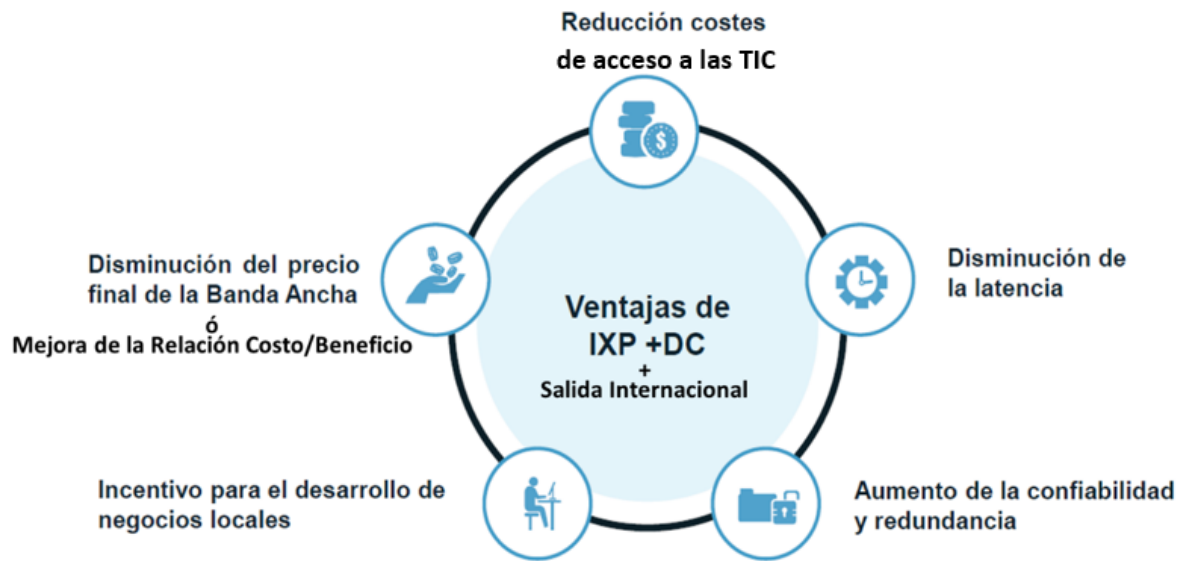 Reducción costes
de acceso a las TIC
$
Disminución de
la latencia
Aumento de la confiabilidad
y redundancia
Incentivo para el desarrollo de
negocios locales
Disminución del precio
final de la Banda Ancha
ó
Mejora de la Relación Costo/Beneficio
Ventajas de
IXP +DC
+
Salida Internacional